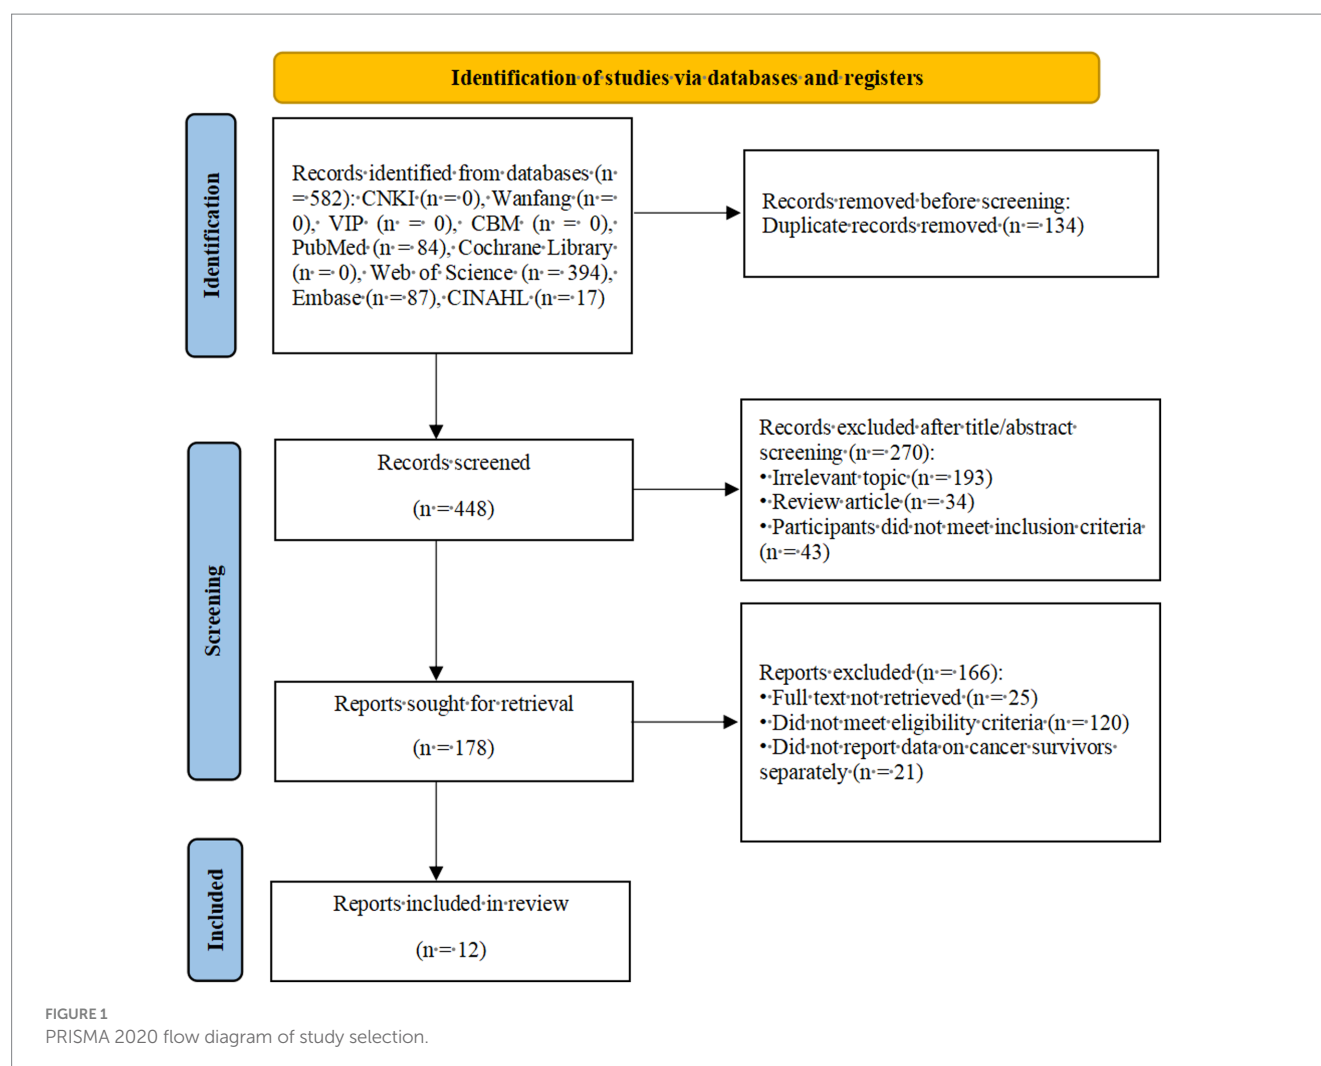 Identification of studies via databases and registers
Identification
Records identified from databases (n
= 582): CNKI (n = 0), Wanfang (n =
0), VIP (n = 0), CBM (n = 0),
PubMed (n = 84), Cochrane Library
(n = 0), Web of Science (n = 394),
Embase (n = 87), CINAHL (n = 17)
Records removed before screening:
Duplicate records removed (n = 134)
Screening
Records screened
(n = 448)
Records excluded after title/abstract
screening (n = 270):
• Irrelevant topic (n = 193)
• Review article (n = 34)
• Participants did not meet inclusion criteria
(n = 43)
Reports sought for retrieval
(n = 178)
Reports excluded (n = 166):
• Full text not retrieved (n = 25)
• Did not meet eligibility criteria (n = 120)
• Did not report data on cancer survivors
separately (n = 21)
Included
Reports included in review
(n = 12)
FIGURE 1
PRISMA 2020 flow diagram of study selection.